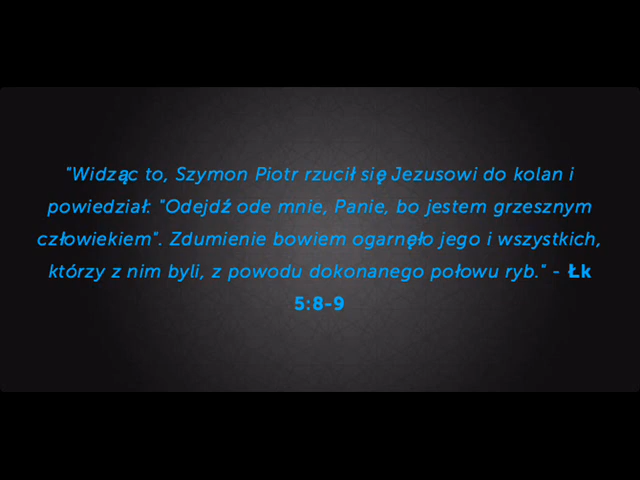 "Widząc to, Szymon Piotr rzucił się Jezusowi do kolan i
powiedział: "Odejdź ode mnie, Panie, bo jestem grzesznym
człowiekiem". Zdumienie bowiem ogarnęło jego i wszystkich,
którzy z nim byli, z powodu dokonanego połowu ryb." - Łk
5:8-9